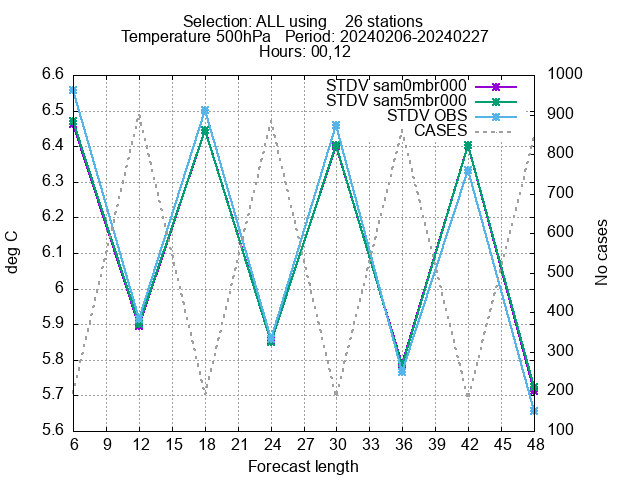 Selection: ALL using    26 stations
Temperature 500hPa   Period: 20240206-20240227
Hours: 00,12
STDV sam0mbr000
STDV sam5mbr000
STDV OBS
CASES
deg C
6.6
6.5
6.4
6.3
6.2
6.1
6
5.9
5.8
5.7
5.6
1000
900
800
700
600
500
400
300
200
100
No cases
6 9 12 15 18 21 24 27 30 33 36 39 42 45 48
Forecast length